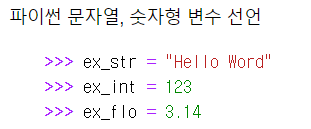 파이썬 문자열, 숫자형 변수 선언
>>> ex_str = "Hello Word"
>>> ex_int = 123
>>> ex_flo = 3.14